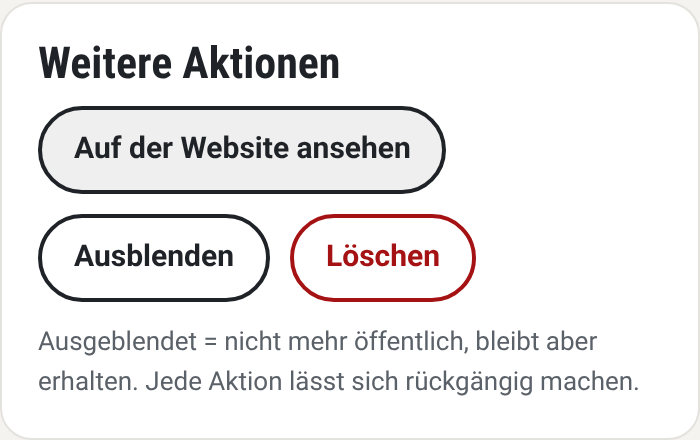 Weitere Aktionen
Auf der Website ansehen
Ausblenden
Löschen
Ausgeblendet = nicht mehr öffentlich, bleibt aber
erhalten. Jede Aktion lässt sich rückgängig machen.